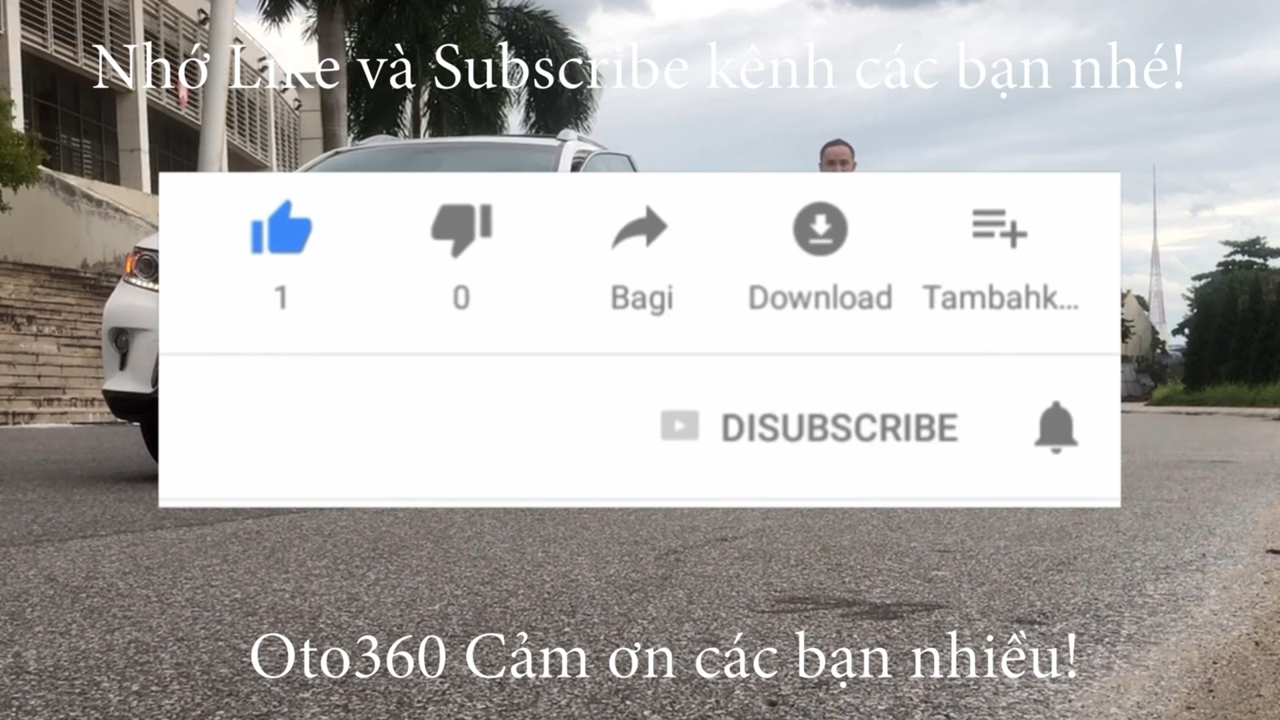 Nhớ Like và Subscribe kênh các bạn nhé!
1 0 Bagi Download Tambahk...
DISUBSCRIBE
Oto360 Cảm ơn các bạn nhiều!